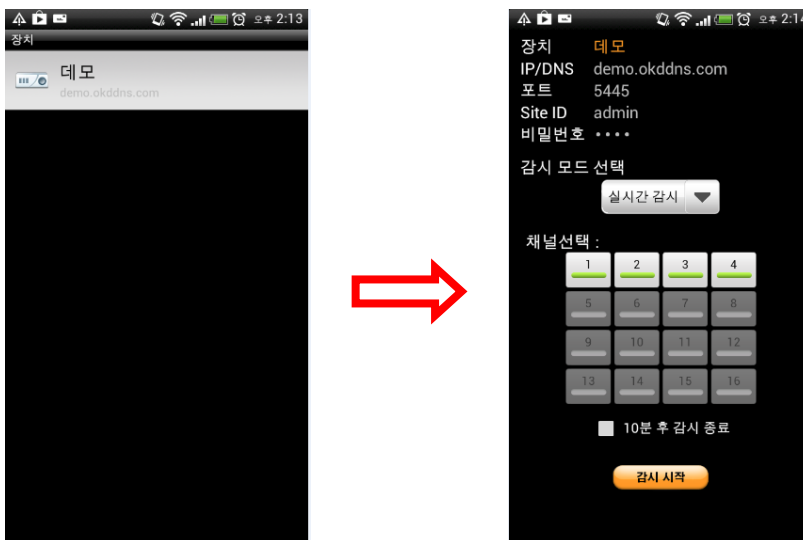 오후 2:13
장치
데모
demo.okddns.com
오후 2:14
장치 데모
IP/DNS demo.okddns.com
포트 5445
Site ID admin
비밀번호 ••••
감시 모드 선택
실시간 감시
채널선택 :
1 2 3 4
5 6 7 8
9 10 11 12
13 14 15 16
10분 후 감시 종료
감시 시작